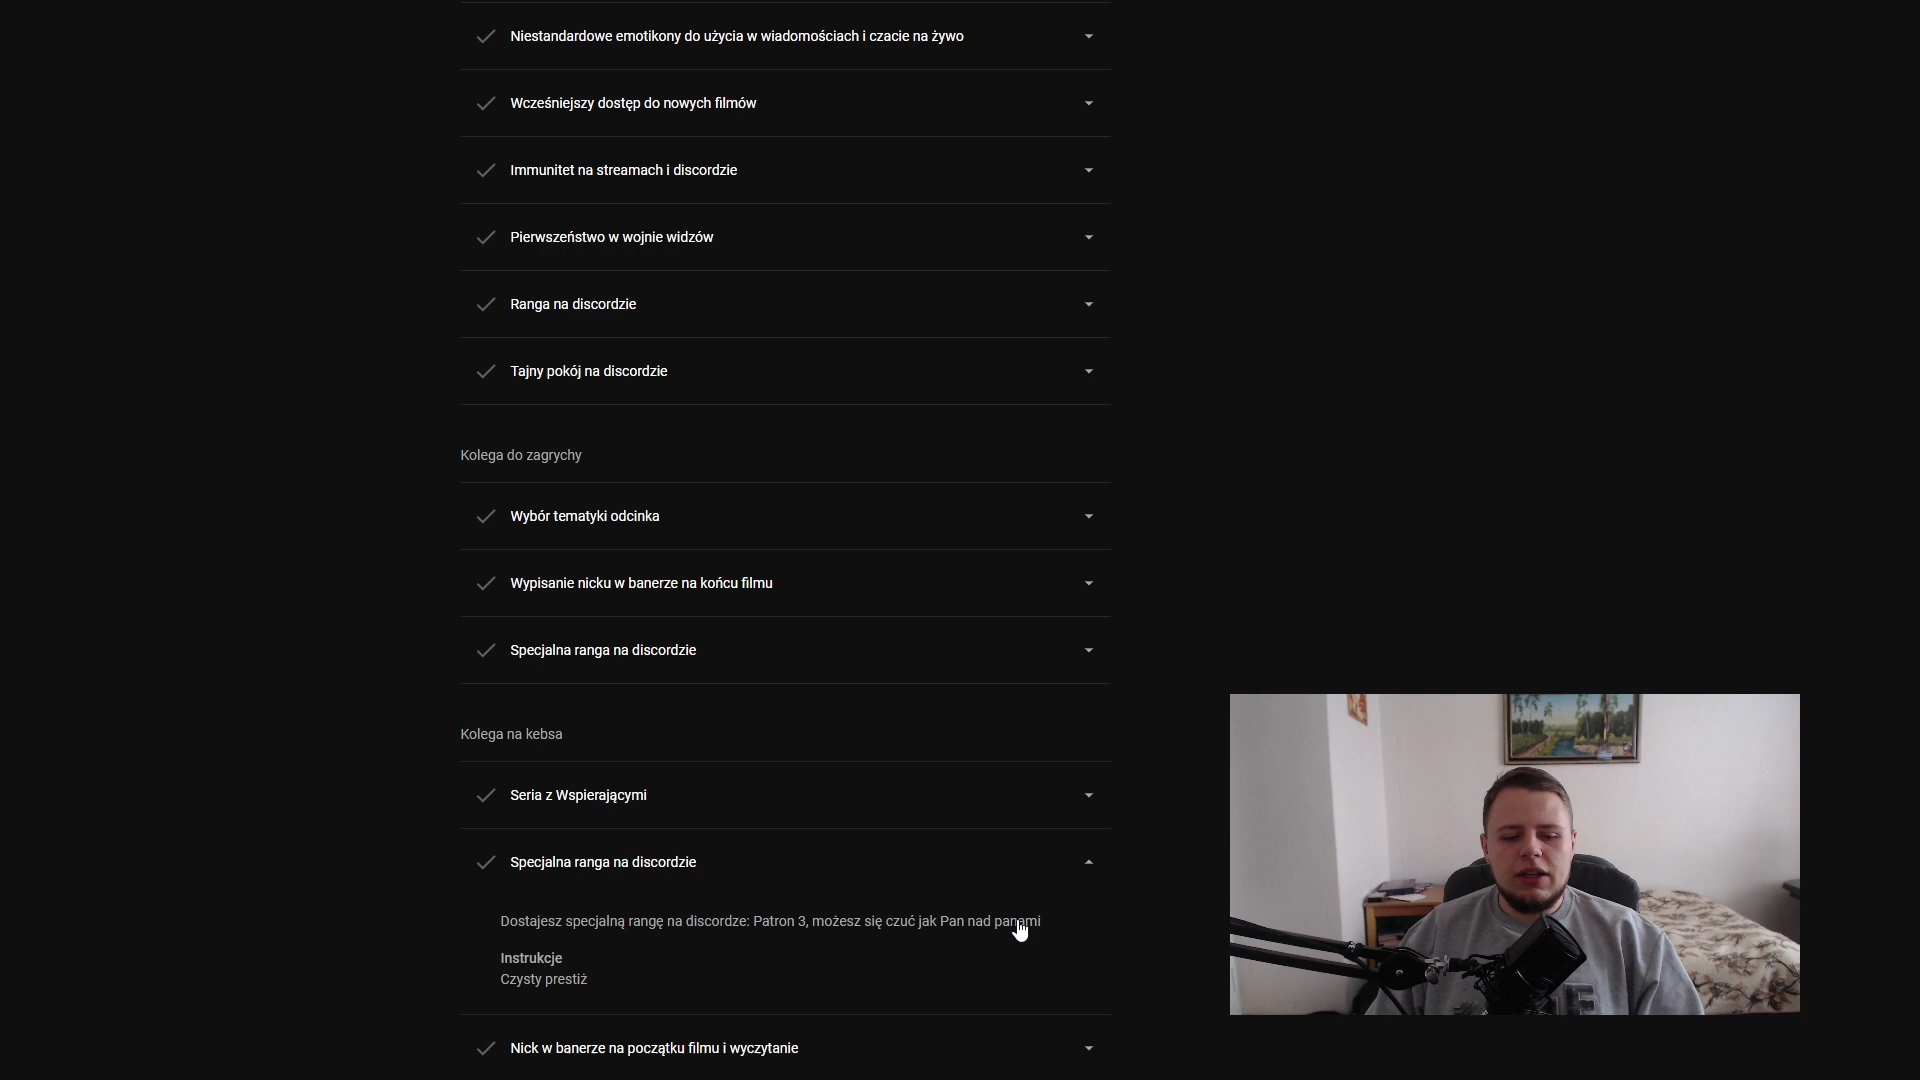 Niestandardowe emotikony do użycia w wiadomościach i czacie na żywo
Wcześniejszy dostęp do nowych filmów
Immunitet na streamach i discordzie
Pierwszeństwo w wojnie widzów
Ranga na discordzie
Tajny pokój na discordzie
Kolega do zagrychy
Wybór tematyki odcinka
Wypisanie nicku w banerze na końcu filmu
Specjalna ranga na discordzie
Kolega na kebsa
Seria z Wspierającymi
Specjalna ranga na discordzie
Dostajesz specjalną rangę na discordze: Patron 3, możesz się czuć jak Pan nad panami
Instrukcje
Czysty prestiż
Nick w banerze na początku filmu i wyczytanie